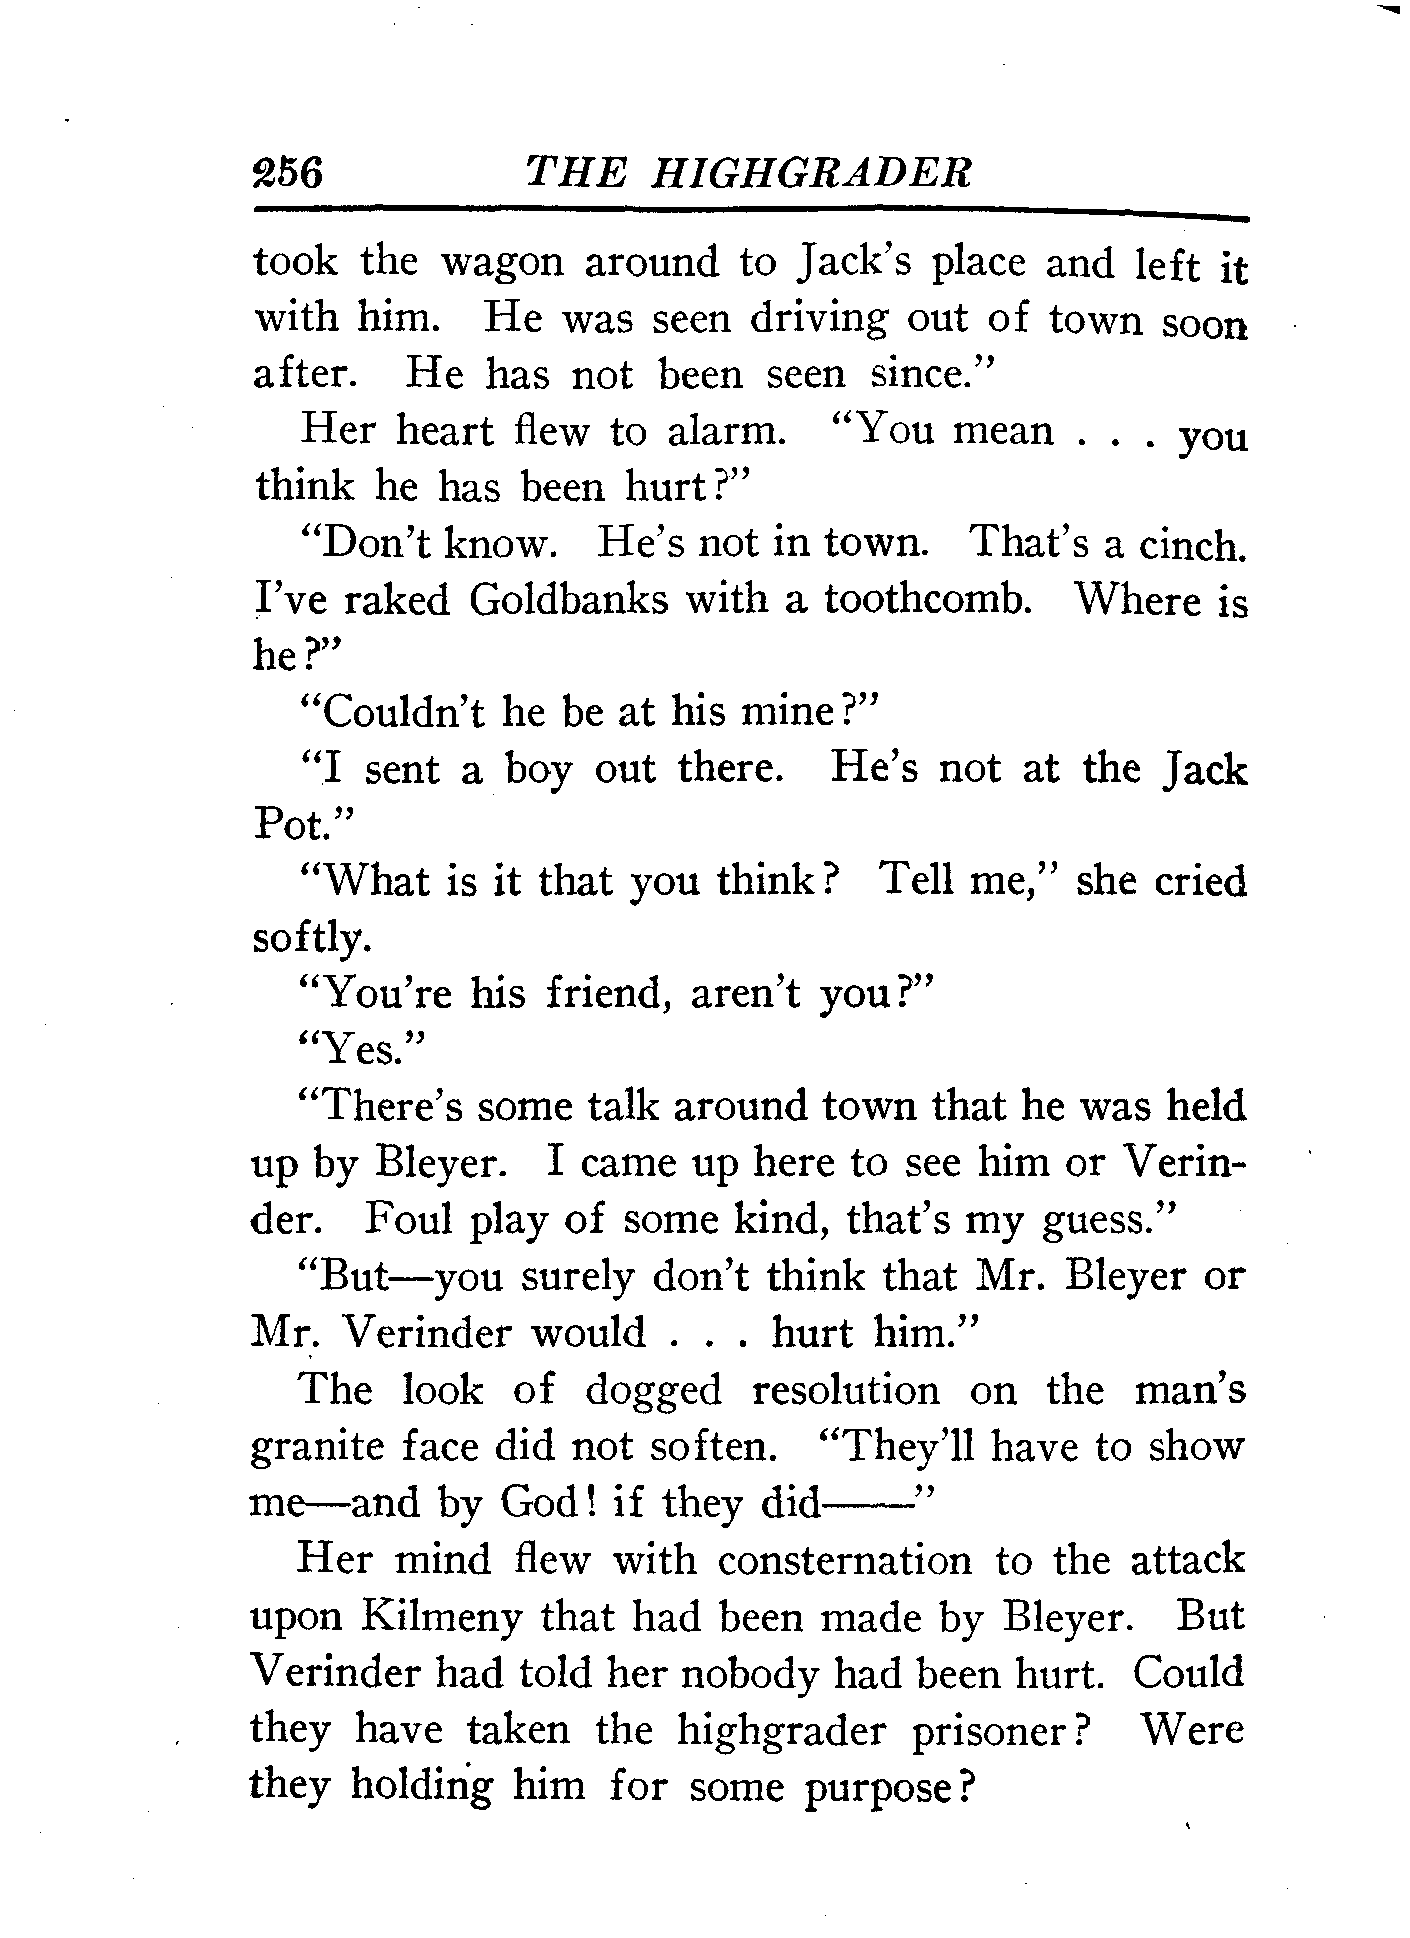 256 THE HIGHGRADER
took the wagon around to Jack's place and left it
with him. He was seen driving out of town soon
after. He has not been seen since."
Her heart flew to alarm. "You mean . . . you
think he has been hurt?"
"Don't know. He's not in town. That's a cinch.
I've raked Goldbanks with a toothcomb. Where is
he?"
"Couldn't he be at his mine?"
"I sent a boy out there. He's not at the Jack
Pot."
"What is it that you think? Tell me," she cried
softly.
"You're his friend, aren't you?"
"Yes."
"There's some talk around town that he was held
up by Bleyer. I came up here to see him or Verin-
der. Foul play of some kind, that's my guess."
"But—you surely don't think that Mr. Bleyer or
Mr. Verinder would . . . hurt him."
The look of dogged resolution on the man's
granite face did not soften. "They'll have to show
me—and by God! if they did——"
Her mind flew with consternation to the attack
upon Kilmeny that had been made by Bleyer. But
Verinder had told her nobody had been hurt. Could
they have taken the highgrader prisoner? Were
they holding him for some purpose?